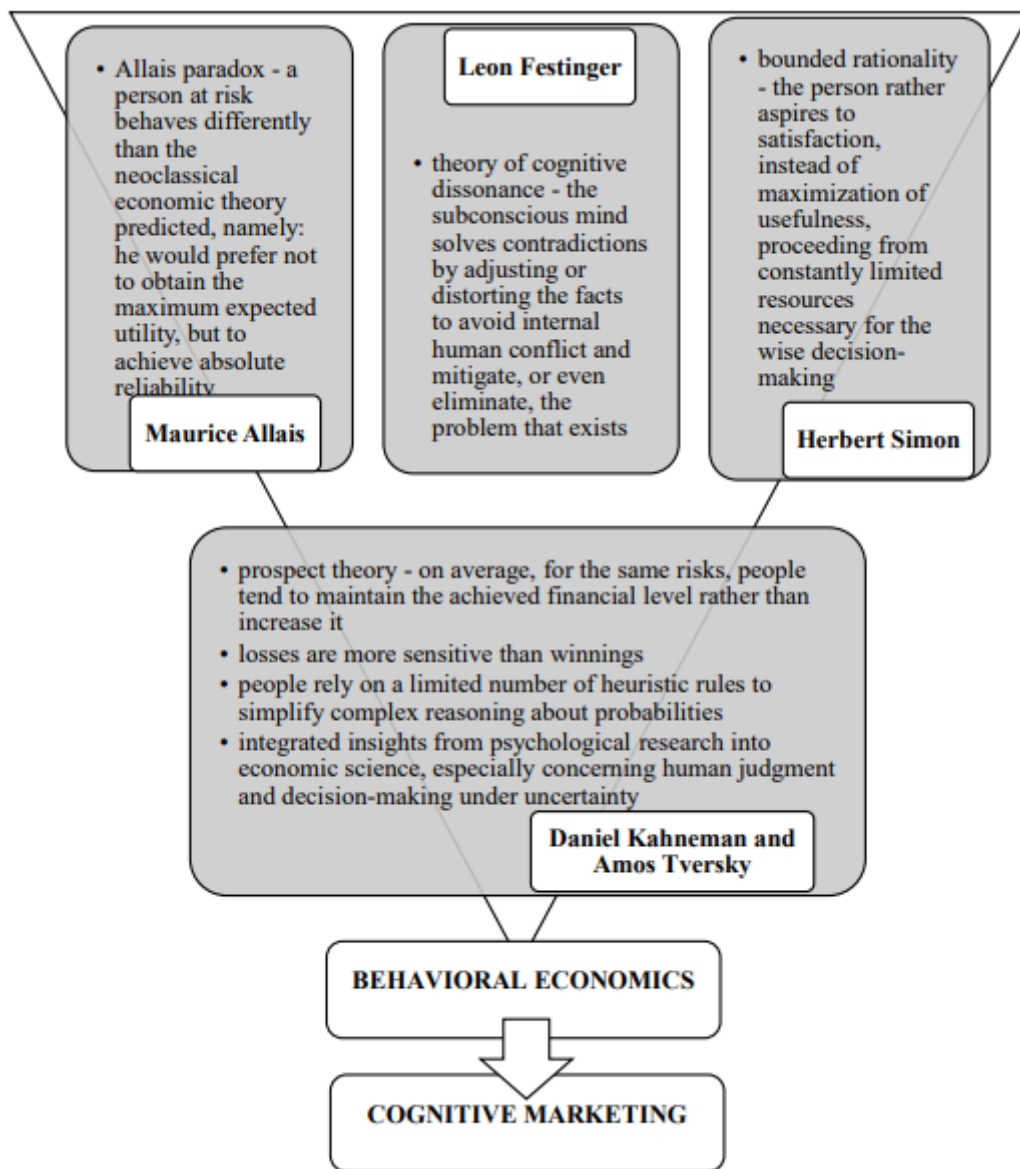 • Allais paradox - a
person at risk
behaves differently
than the
neoclassical
economic theory
predicted, namely:
he would prefer not
to obtain the
maximum expected
utility, but to
achieve absolute
reliability
Maurice Allais
Leon Festinger
• theory of cognitive
dissonance - the
subconscious mind
solves contradictions
by adjusting or
distorting the facts
to avoid internal
human conflict and
mitigate, or even
eliminate, the
problem that exists
• bounded rationality
- the person rather
aspires to
satisfaction,
instead of
maximization of
usefulness,
proceeding from
constantly limited
resources
necessary for the
wise decision-
making
Herbert Simon
• prospect theory - on average, for the same risks, people
tend to maintain the achieved financial level rather than
increase it
• losses are more sensitive than winnings
• people rely on a limited number of heuristic rules to
simplify complex reasoning about probabilities
• integrated insights from psychological research into
economic science, especially concerning human judgment
and decision-making under uncertainty
Daniel Kahneman and
Amos Tversky
BEHAVIORAL ECONOMICS
COGNITIVE MARKETING